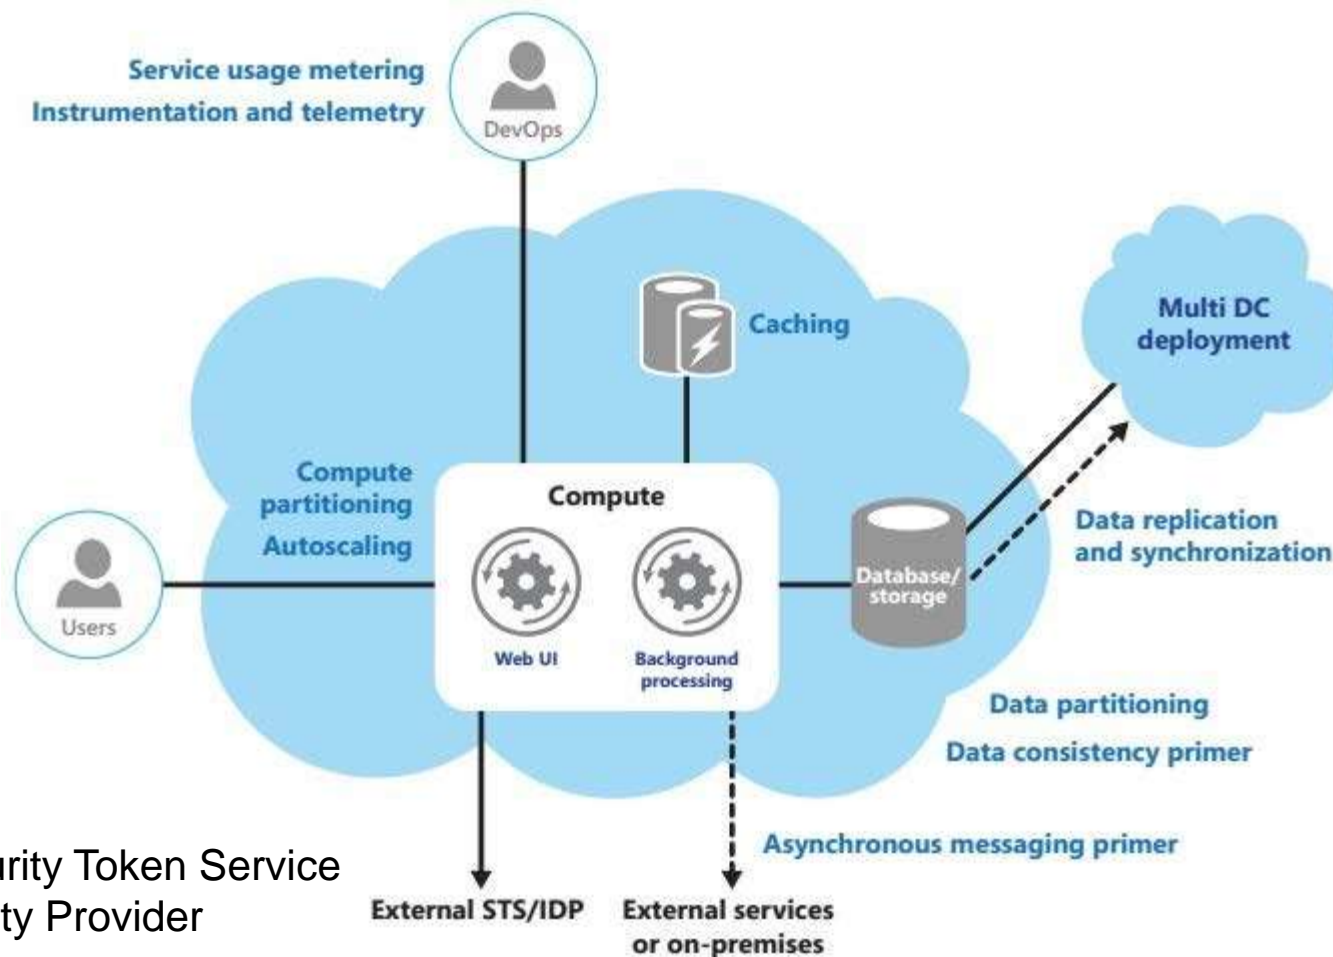 Service usage metering
Instrumentation and telemetry
DevOps
Caching
Multi DC
deployment
Compute
partitioning
Autoscaling
Compute
Users
Web UI
Background
processing
Database/
storage
Data replication
and synchronization
Data partitioning
Data consistency primer
Asynchronous messaging primer
urity Token Service
ty Provider
External STS/IDP
External services
or on-premises